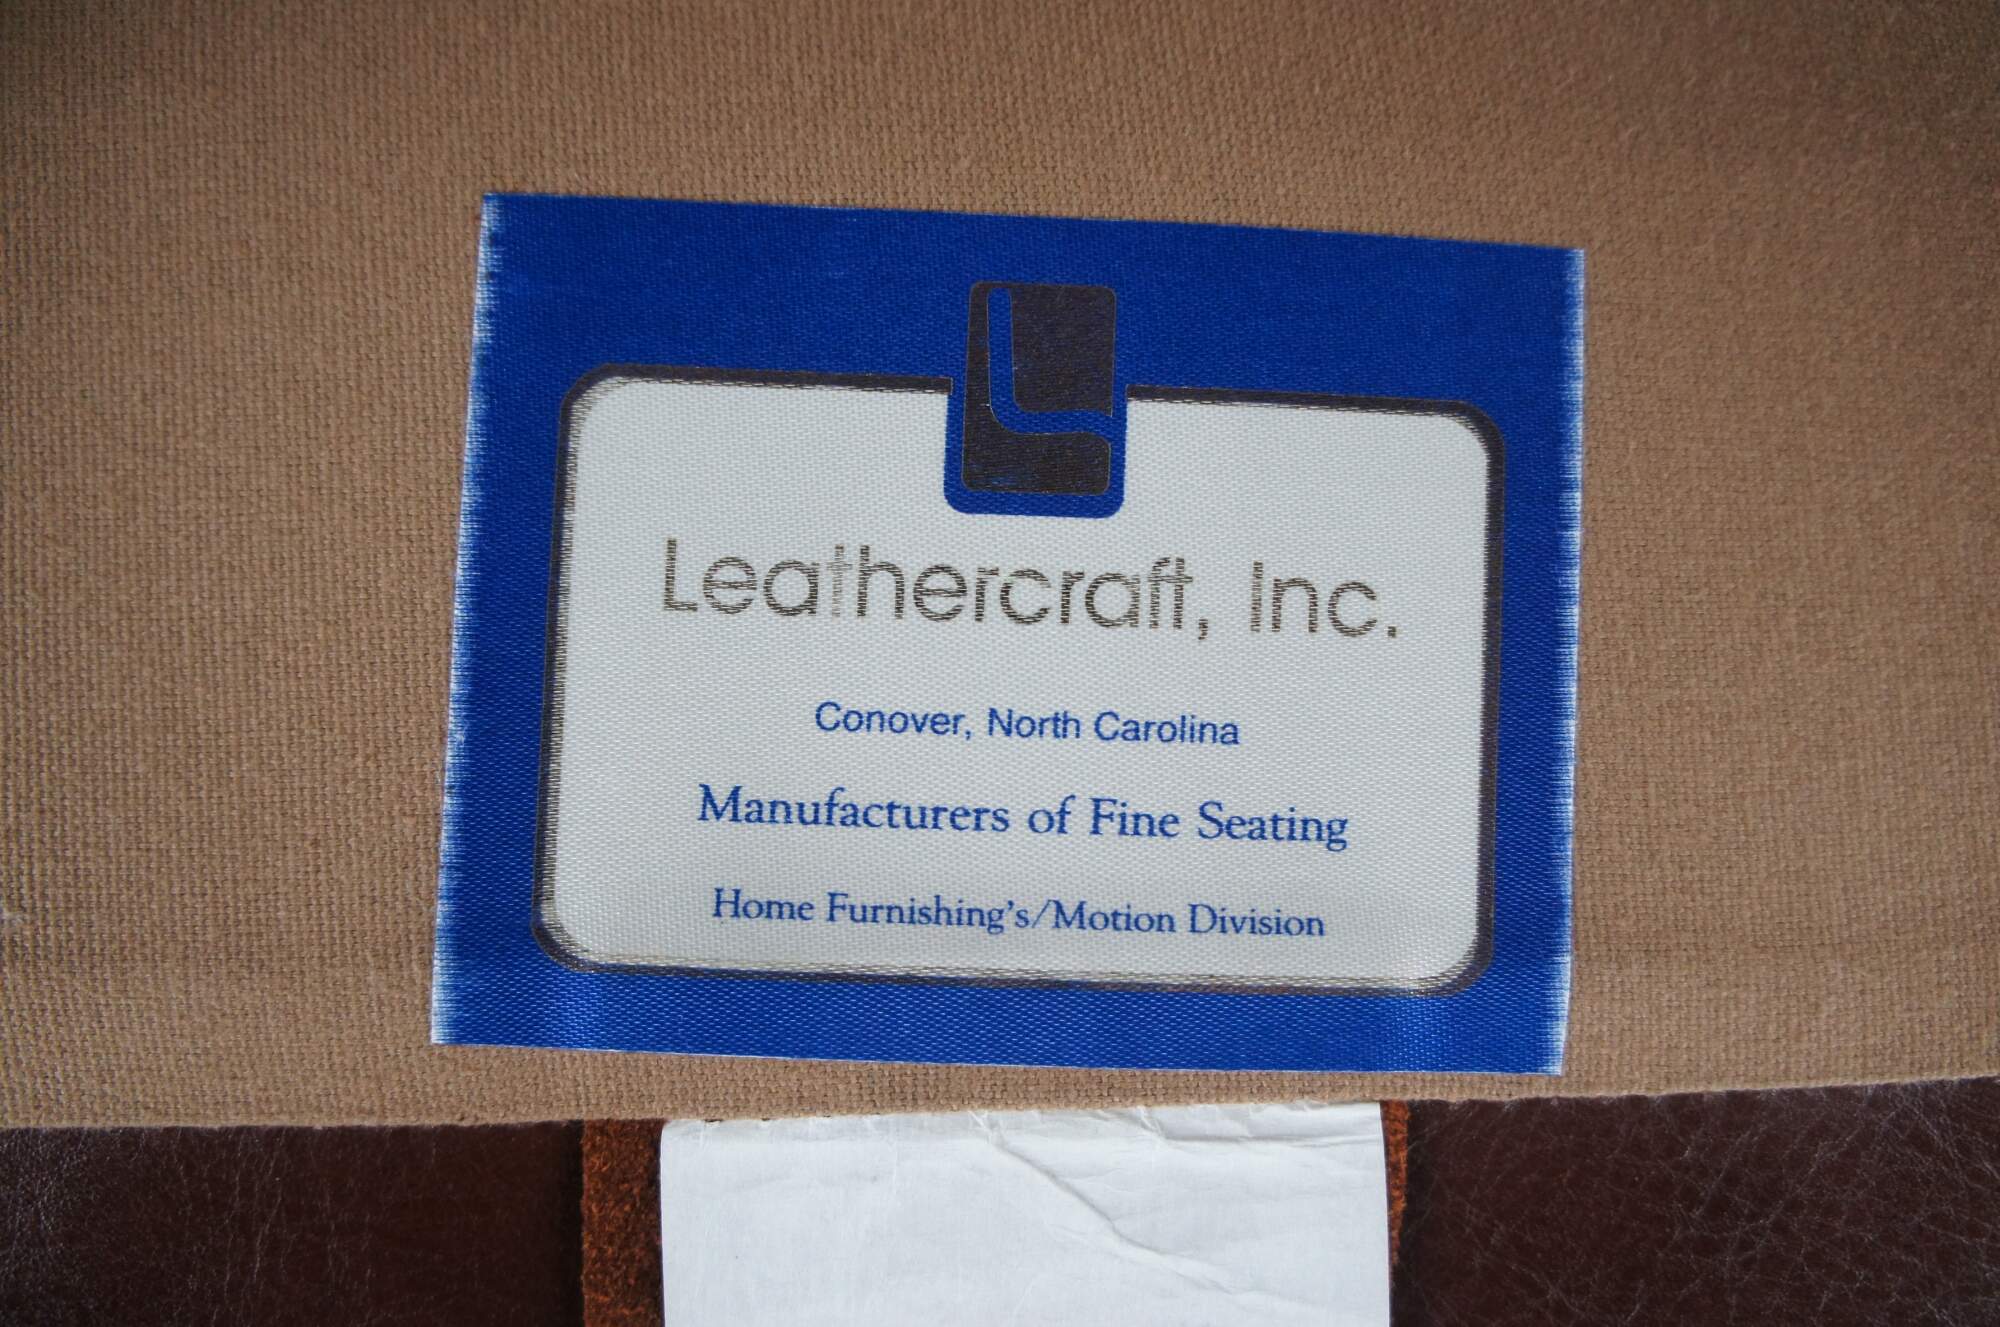 Leathercraft, Inc.
Conover, North Carolina
Manufacturers of Fine Seating
Home Furnishing's/Motion Division